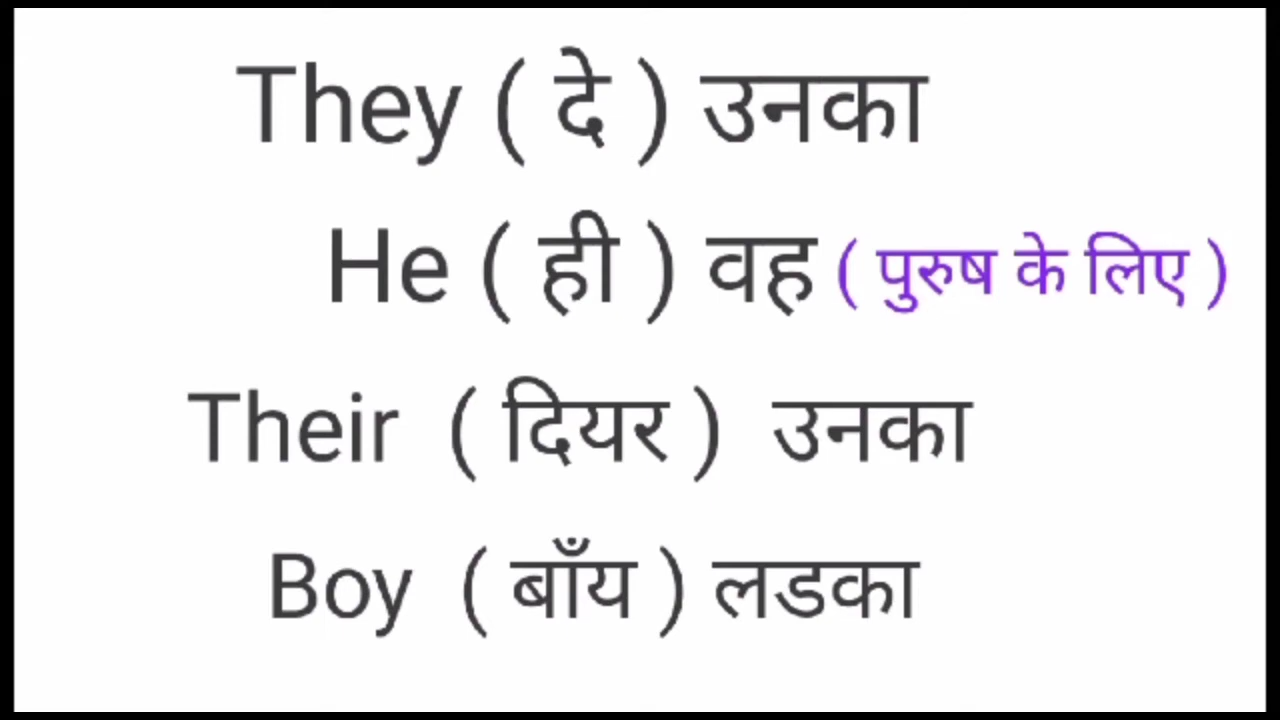 They ( दे ) उनका
He ( ही ) वह ( पुरुष के लिए )
Their ( दियर ) उनका
Boy ( बाँय ) लडका